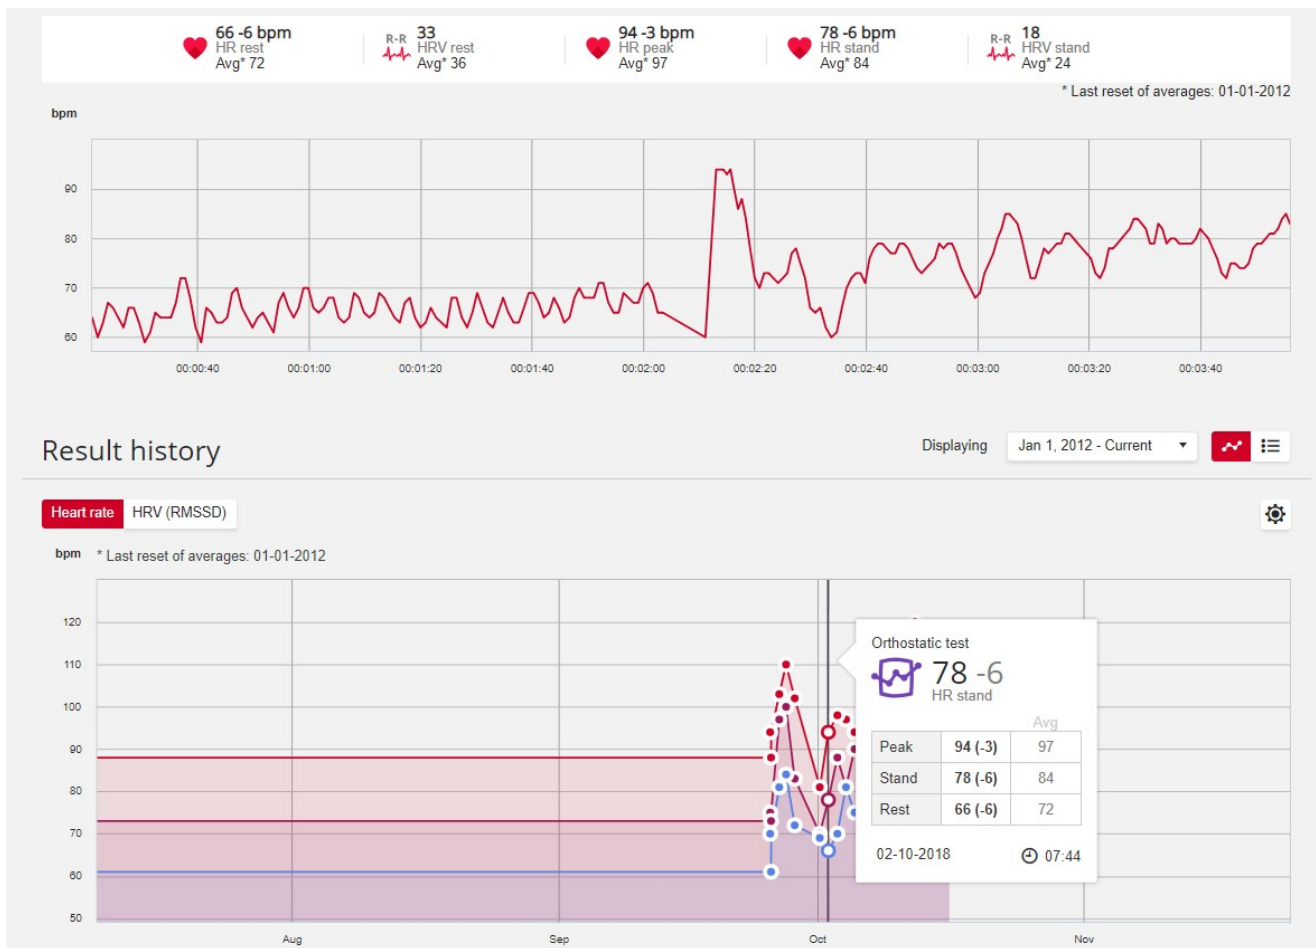 66 -6 bpm
HR rest
Avg* 72
R-R
33
HRV rest
Avg* 36
94 -3 bpm
HR peak
Avg* 97
78 -6 bpm
HR stand
Avg* 84
R-R
18
HRV stand
Avg* 24
* Last reset of averages: 01-01-2012
bpm
90
80
70
60
00:00:40 00:01:00 00:01:20 00:01:40 00:02:00 00:02:20 00:02:40 00:03:00 00:03:20 00:03:40
Result history
Displaying Jan 1, 2012 - Current
Heart rate HRV (RMSSD)
bpm * Last reset of averages: 01-01-2012
120
110
100
90
80
70
60
50
Aug Sep Oct Nov
Orthostatic test
78 -6
HR stand
Avg
Peak 94 (-3) 97
Stand 78 (-6) 84
Rest 66 (-6) 72
02-10-2018 07:44